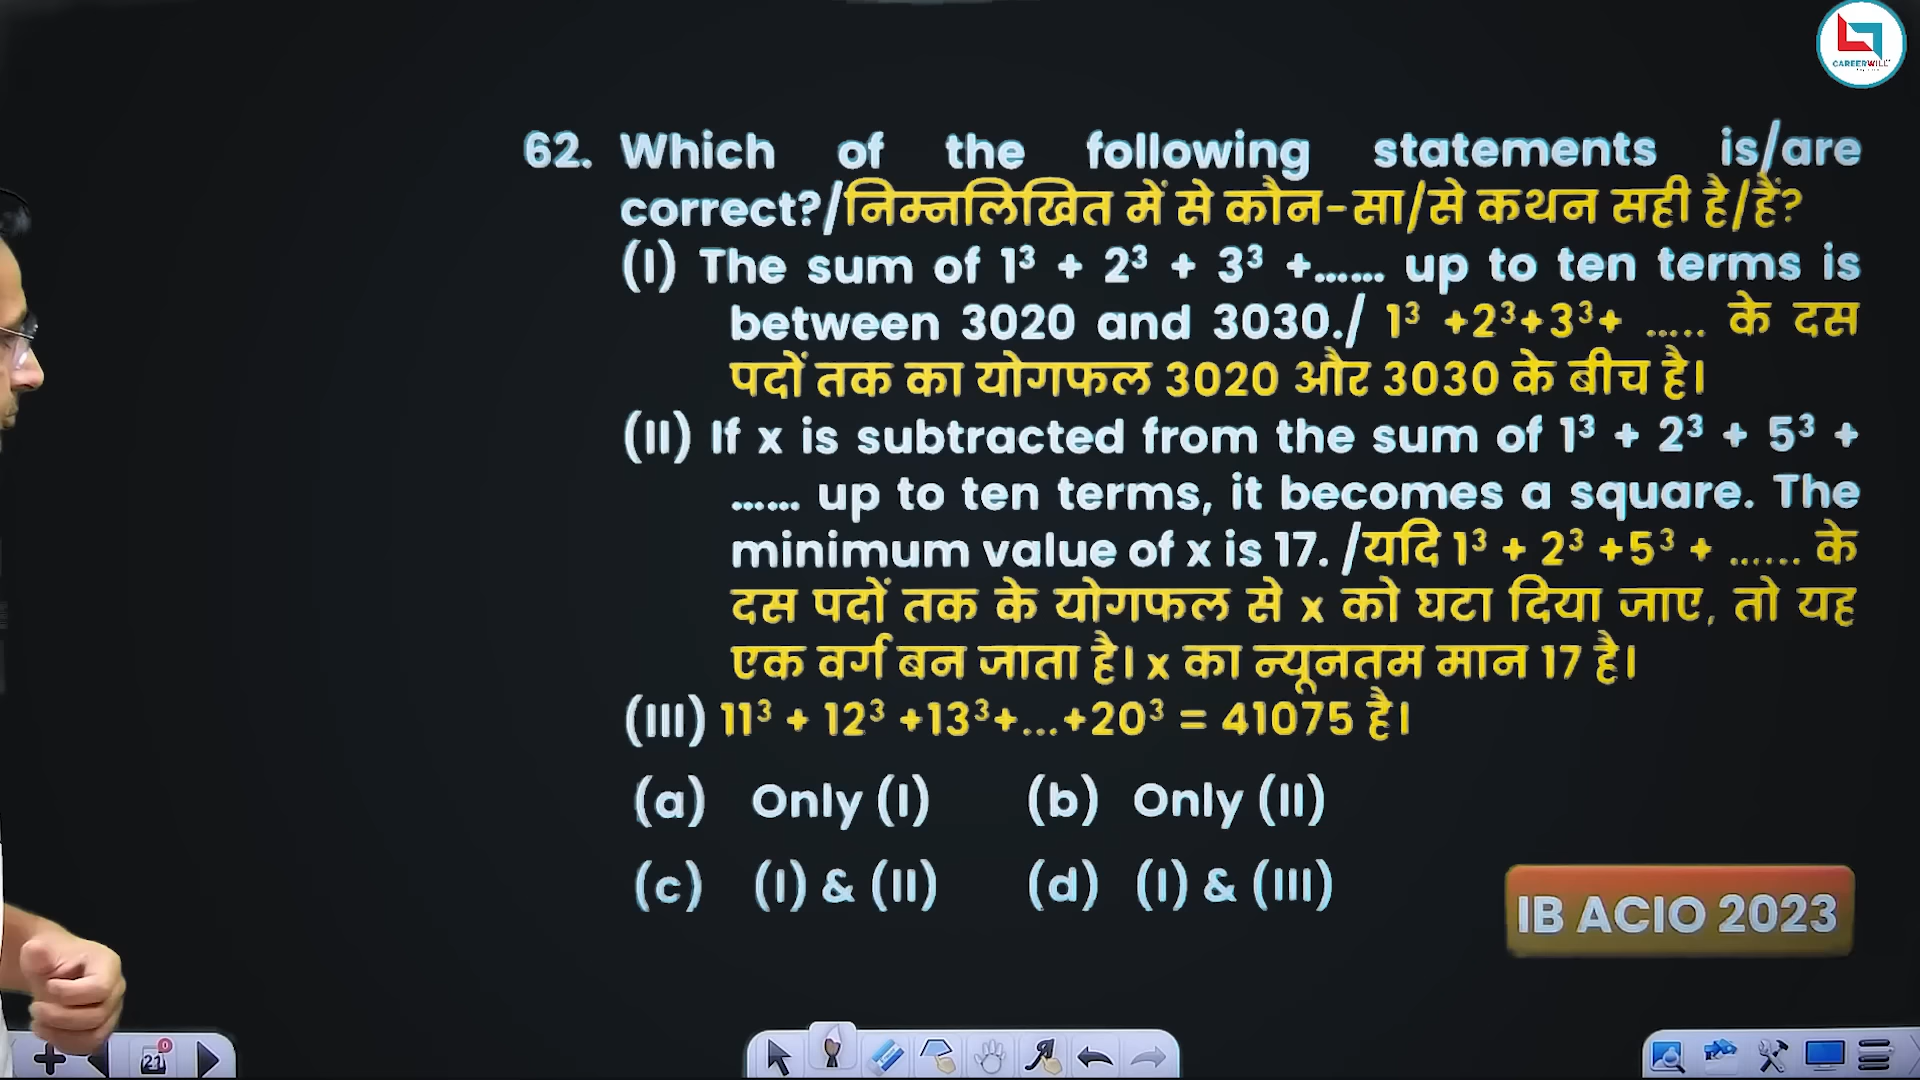 CAREERWILL
62. Which of the following statements is/are
correct?/निम्नलिखित में से कौन-सा/से कथन सही है/हैं?
(I) The sum of 1³ + 2³ + 3³ +...... up to ten terms is
between 3020 and 3030./ 1³ +2³+3³+ ..... के दस
पदों तक का योगफल 3020 और 3030 के बीच है।
(II) If x is subtracted from the sum of 1³ + 2³ + 5³ +
...... up to ten terms, it becomes a square. The
minimum value of x is 17. /यदि 1³ + 2³ +5³ + ...... के
दस पदों तक के योगफल से x को घटा दिया जाए, तो यह
एक वर्ग बन जाता है। x का न्यूनतम मान 17 है।
(III) 11³ + 12³ +13³+...+20³ = 41075 है।
(a) Only (I) (b) Only (II)
(c) (I) & (II) (d) (I) & (III)
IB ACIO 2023
21 0